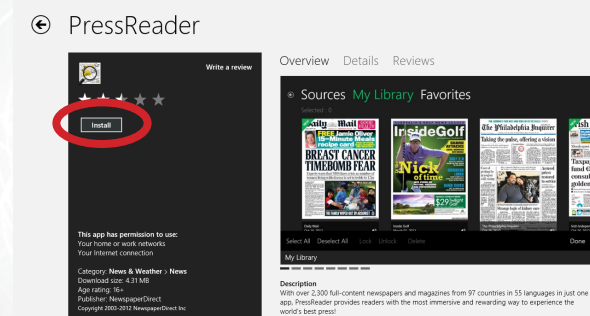 PressReader
Write a review
Install
This app has permission to use:
Your home or work networks
Your Internet connection
Category: News & Weather > News
Download size: 4.31 MB
Age rating: 16+
Publisher: NewspaperDirect
Copyright 2003-2012 NewspaperDirect Inc
Overview Details Reviews
Sources My Library Favorites
Selected : 0
Daily Mail
FREE Jamie Oliver
15-Minute Meals
recipe card
BREAST CANCER
TIMEBOMB FEAR
InsideGolf
Nick
of time
$29
The Philadelphia Inquirer
Taking the pulse, offering a vision
Daily Mail
Inside Golf
Select All Deselect All Lock Unlock Delete
Done
My Library
Description
With over 2,300 full-content newspapers and magazines from 97 countries in 55 languages in just one
app, PressReader provides readers with the most immersive and rewarding way to experience the
world's best press!